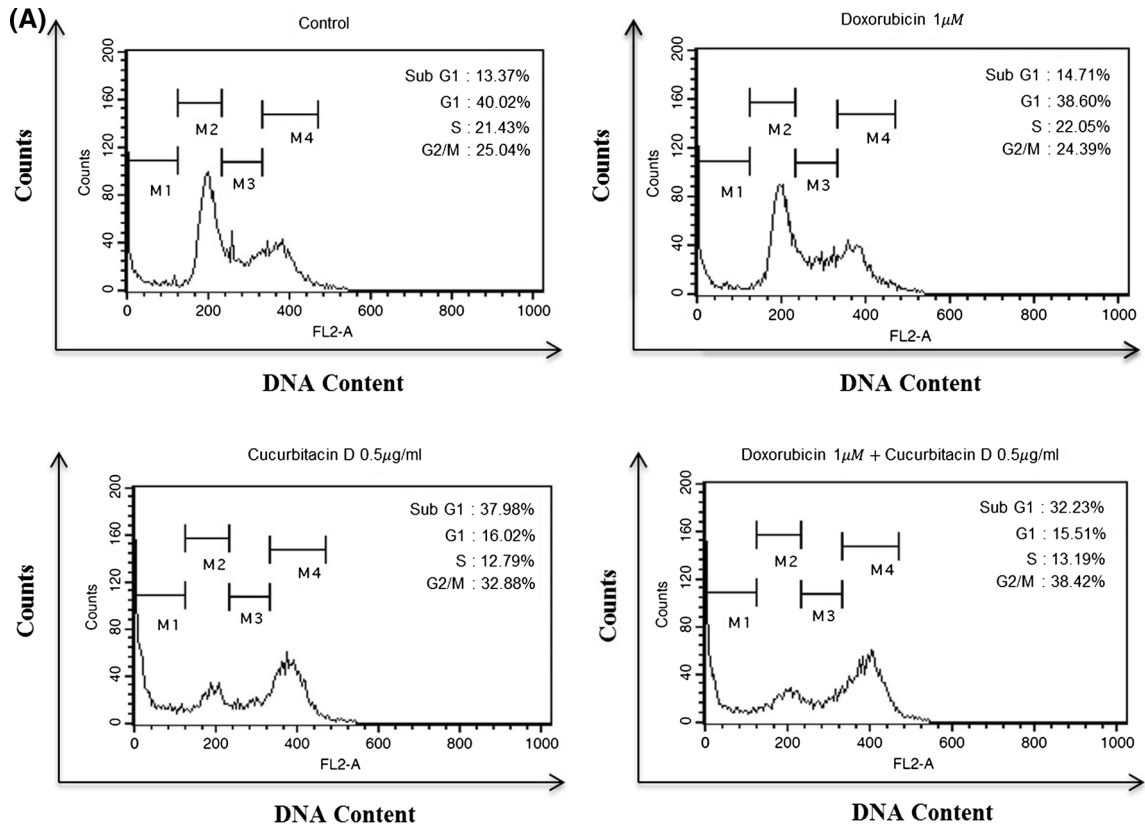 (A)
Control
Counts
Counts
200
160
120
80
40
0
Sub G1 : 13.37%
G1 : 40.02%
S : 21.43%
G2/M : 25.04%
M1
M2
M3
M4
0 200 400 600 800 1000
FL2-A
DNA Content
Doxorubicin 1μM
Counts
Counts
200
160
120
80
40
0
Sub G1 : 14.71%
G1 : 38.60%
S : 22.05%
G2/M : 24.39%
M1
M2
M3
M4
0 200 400 600 800 1000
FL2-A
DNA Content
Cucurbitacin D 0.5μg/ml
Counts
Counts
200
160
120
80
40
0
Sub G1 : 37.98%
G1 : 16.02%
S : 12.79%
G2/M : 32.88%
M1
M2
M3
M4
0 200 400 600 800 1000
FL2-A
DNA Content
Doxorubicin 1μM + Cucurbitacin D 0.5μg/ml
Counts
Counts
200
160
120
80
40
0
Sub G1 : 32.23%
G1 : 15.51%
S : 13.19%
G2/M : 38.42%
M1
M2
M3
M4
0 200 400 600 800 1000
FL2-A
DNA Content